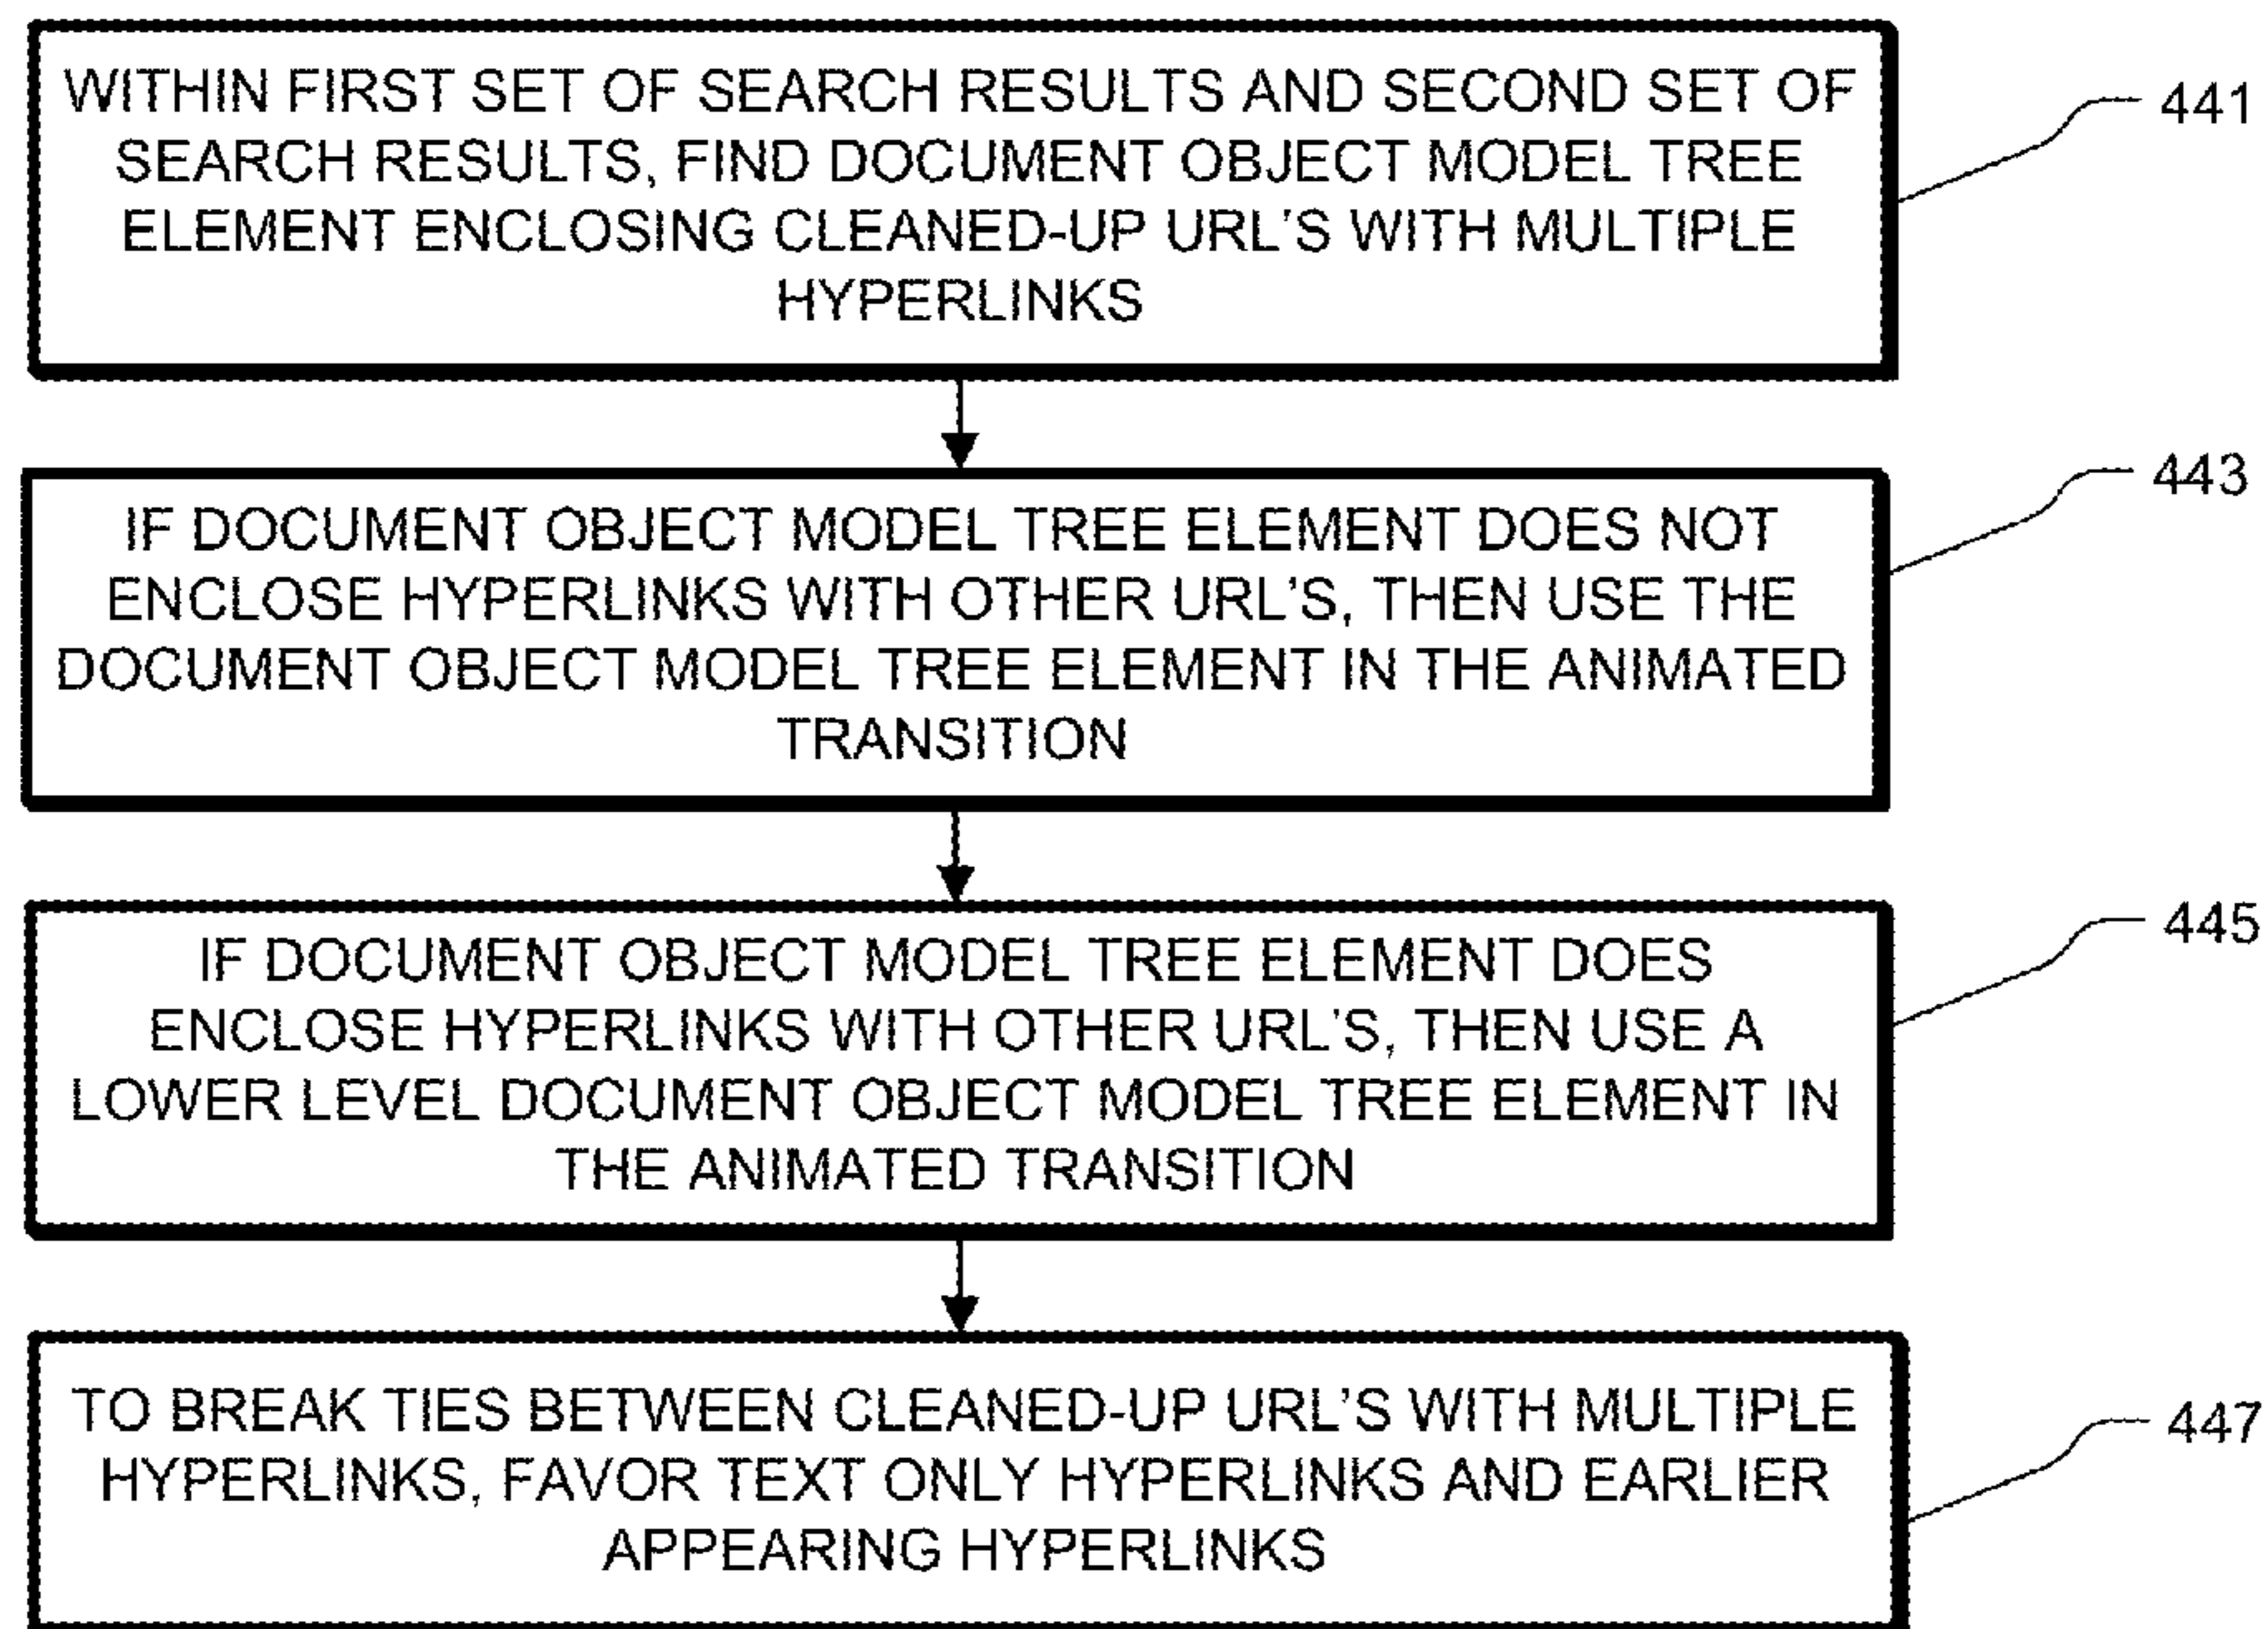 WITHIN FIRST SET OF SEARCH RESULTS AND SECOND SET OF
SEARCH RESULTS, FIND DOCUMENT OBJECT MODEL TREE
ELEMENT ENCLOSING CLEANED-UP URL'S WITH MULTIPLE
HYPERLINKS
441
IF DOCUMENT OBJECT MODEL TREE ELEMENT DOES NOT
ENCLOSE HYPERLINKS WITH OTHER URL'S, THEN USE THE
DOCUMENT OBJECT MODEL TREE ELEMENT IN THE ANIMATED
TRANSITION
443
IF DOCUMENT OBJECT MODEL TREE ELEMENT DOES
ENCLOSE HYPERLINKS WITH OTHER URL'S, THEN USE A
LOWER LEVEL DOCUMENT OBJECT MODEL TREE ELEMENT IN
THE ANIMATED TRANSITION
445
TO BREAK TIES BETWEEN CLEANED-UP URL'S WITH MULTIPLE
HYPERLINKS, FAVOR TEXT ONLY HYPERLINKS AND EARLIER
APPEARING HYPERLINKS
447